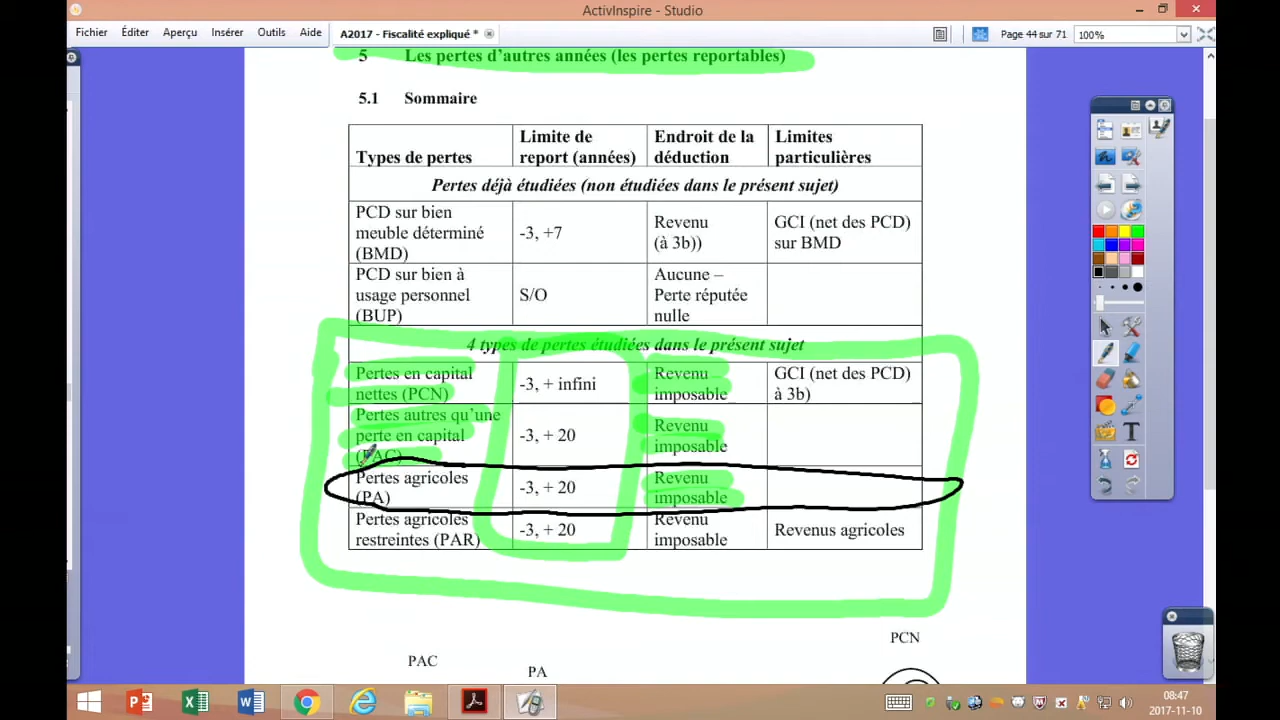 ActivInspire - Studio
Fichier Éditer Aperçu Insérer Outils Aide A2017 - Fiscalité expliqué * Page 44 sur 71 100%
5 Les pertes d'autres années (les pertes reportables)
5.1 Sommaire
Types de pertes
Limite de
report (années)
Endroit de la
déduction
Limites
particulières
Pertes déjà étudiées (non étudiées dans le présent sujet)
PCD sur bien
meuble déterminé
(BMD)
-3, +7
Revenu
(à 3b))
GCI (net des PCD)
sur BMD
PCD sur bien à
usage personnel
(BUP)
S/O
Aucune –
Perte réputée
nulle
4 types de pertes étudiées dans le présent sujet
Pertes en capital
nettes (PCN)
-3, + infini
Revenu
imposable
GCI (net des PCD)
à 3b)
Pertes autres qu'une
perte en capital
(PAC)
-3, + 20
Revenu
imposable
Pertes agricoles
(PA)
-3, + 20
Revenu
imposable
Pertes agricoles
restreintes (PAR)
-3, + 20
Revenu
imposable
Revenus agricoles
PCN
PAC
PA
08:47
2017-11-10